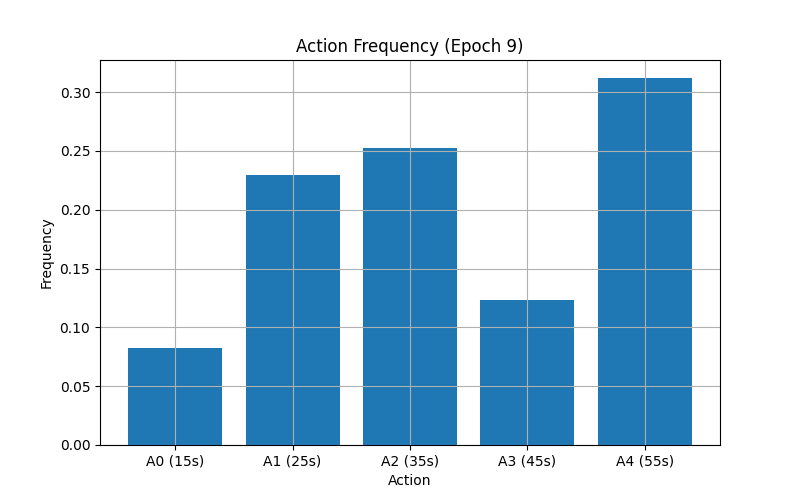 Action Frequency (Epoch 9)
Frequency
0.30
0.25
0.20
0.15
0.10
0.05
0.00
A0 (15s) A1 (25s) A2 (35s) A3 (45s) A4 (55s)
Action